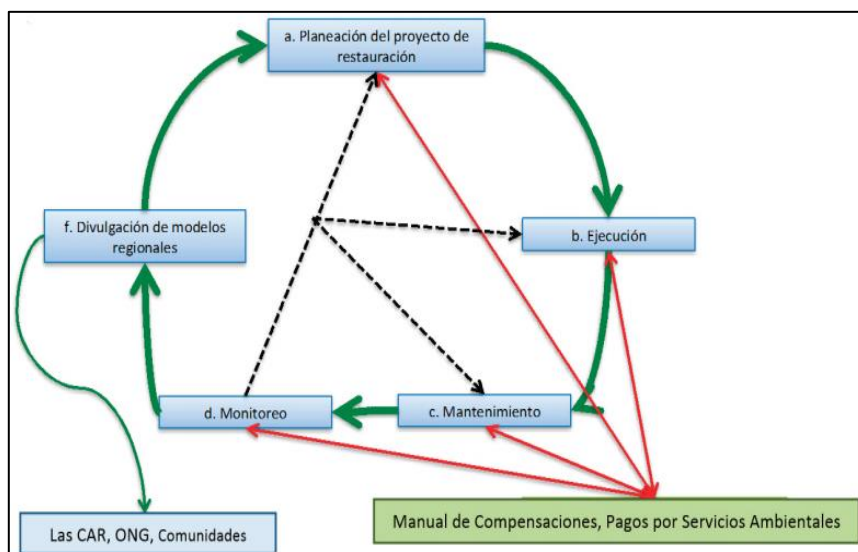 a. Planeación del proyecto de
restauración
f. Divulgación de modelos
regionales
b. Ejecución
d. Monitoreo
c. Mantenimiento
Las CAR, ONG, Comunidades
Manual de Compensaciones, Pagos por Servicios Ambientales